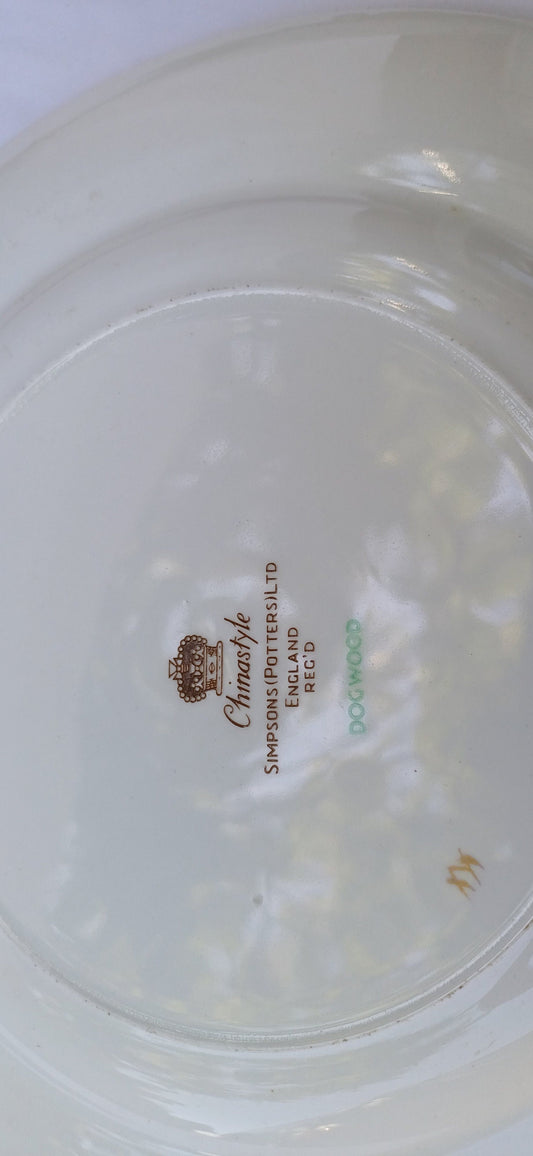 Chinastyle
SIMPSONS (POTTERS) LTD
ENGLAND
REG'D
DOGWOOD